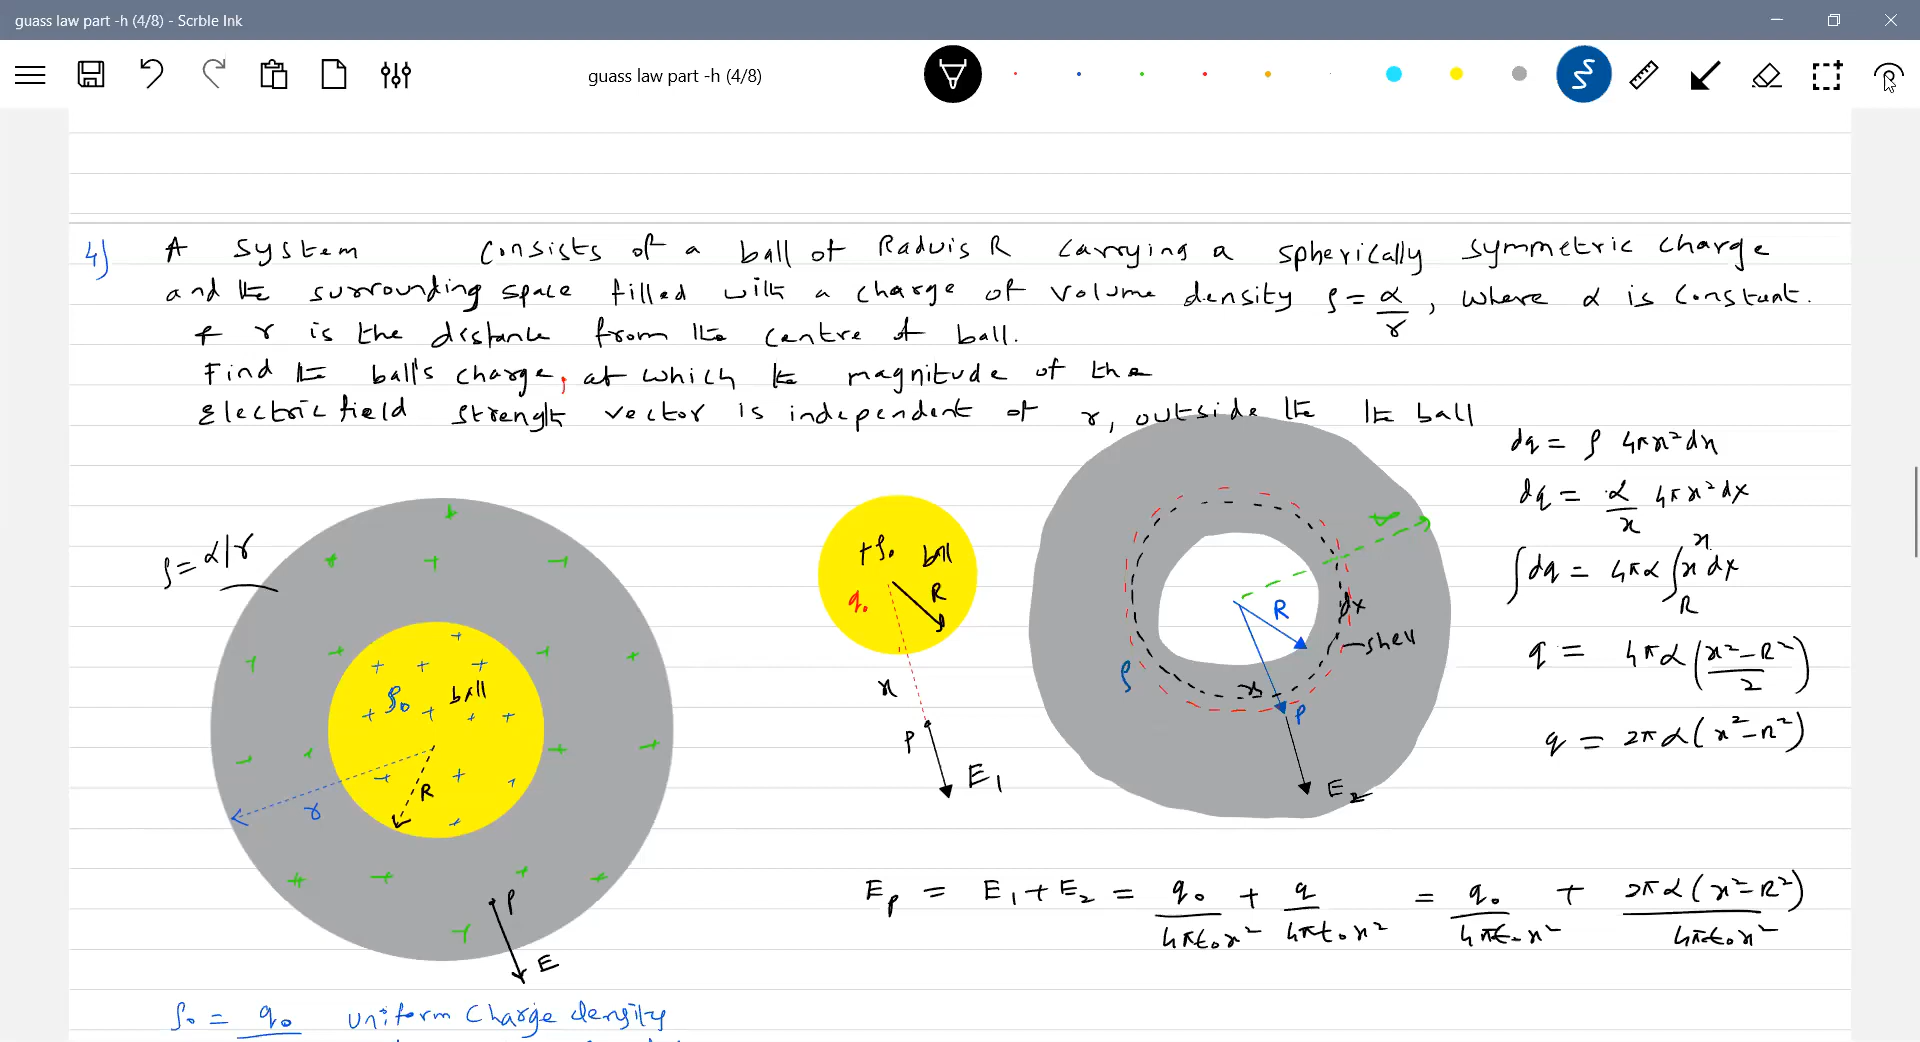 guass law part -h (4/8) - Scrble Ink
guass law part -h (4/8)
4) A System Consists of a ball of Raduis R Carrying a spherically symmetric charge
and the surrounding space filled with a charge of volume density ρ = α/r , where α is constant.
& r is the distance from the centre of ball.
Find the ball's charge, at which the magnitude of the
Electric field strength vector is independent of r, outside the the ball
dq = ρ 4πx²dx
dq = α/x 4πx²dx
∫dq = 4πα ∫_R^x x dx
q = 4πα (x²-R²/2)
q = 2πα (x²-R²)
ρ = α/r
+ρ₀ ball
q₀ R
x
P
E₁
r
R
dx
shell
ρ
x
P
E₂
ρ₀ ball
R
r
P
E
E_p = E₁ + E₂ = q₀/4πε₀x² + q/4πε₀x² = q₀/4πε₀x² + 2πα(x²-R²)/4πε₀x²
ρ₀ = q₀ uniform Charge density